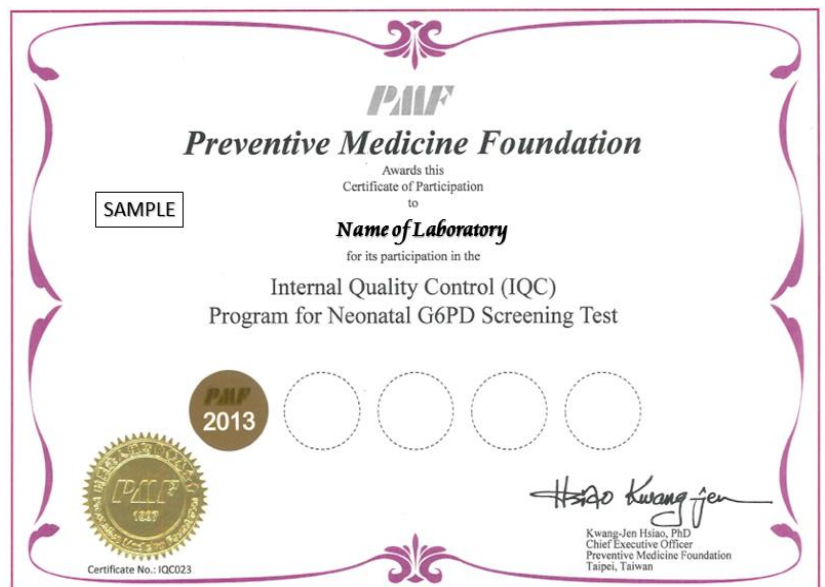 PMF
Preventive Medicine Foundation
Awards this
Certificate of Participation
to
SAMPLE
Name of Laboratory
for its participation in the
Internal Quality Control (IQC)
Program for Neonatal G6PD Screening Test
PMF
2013
PMF
Hsiao Kwang-jen
Kwang-Jen Hsiao, PhD
Chief Executive Officer
Preventive Medicine Foundation
Taipei, Taiwan
Certificate No.: IQC023